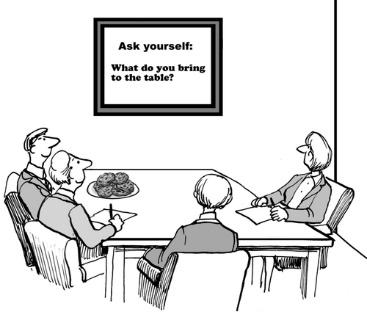 Ask yourself:
What do you bring
to the table?